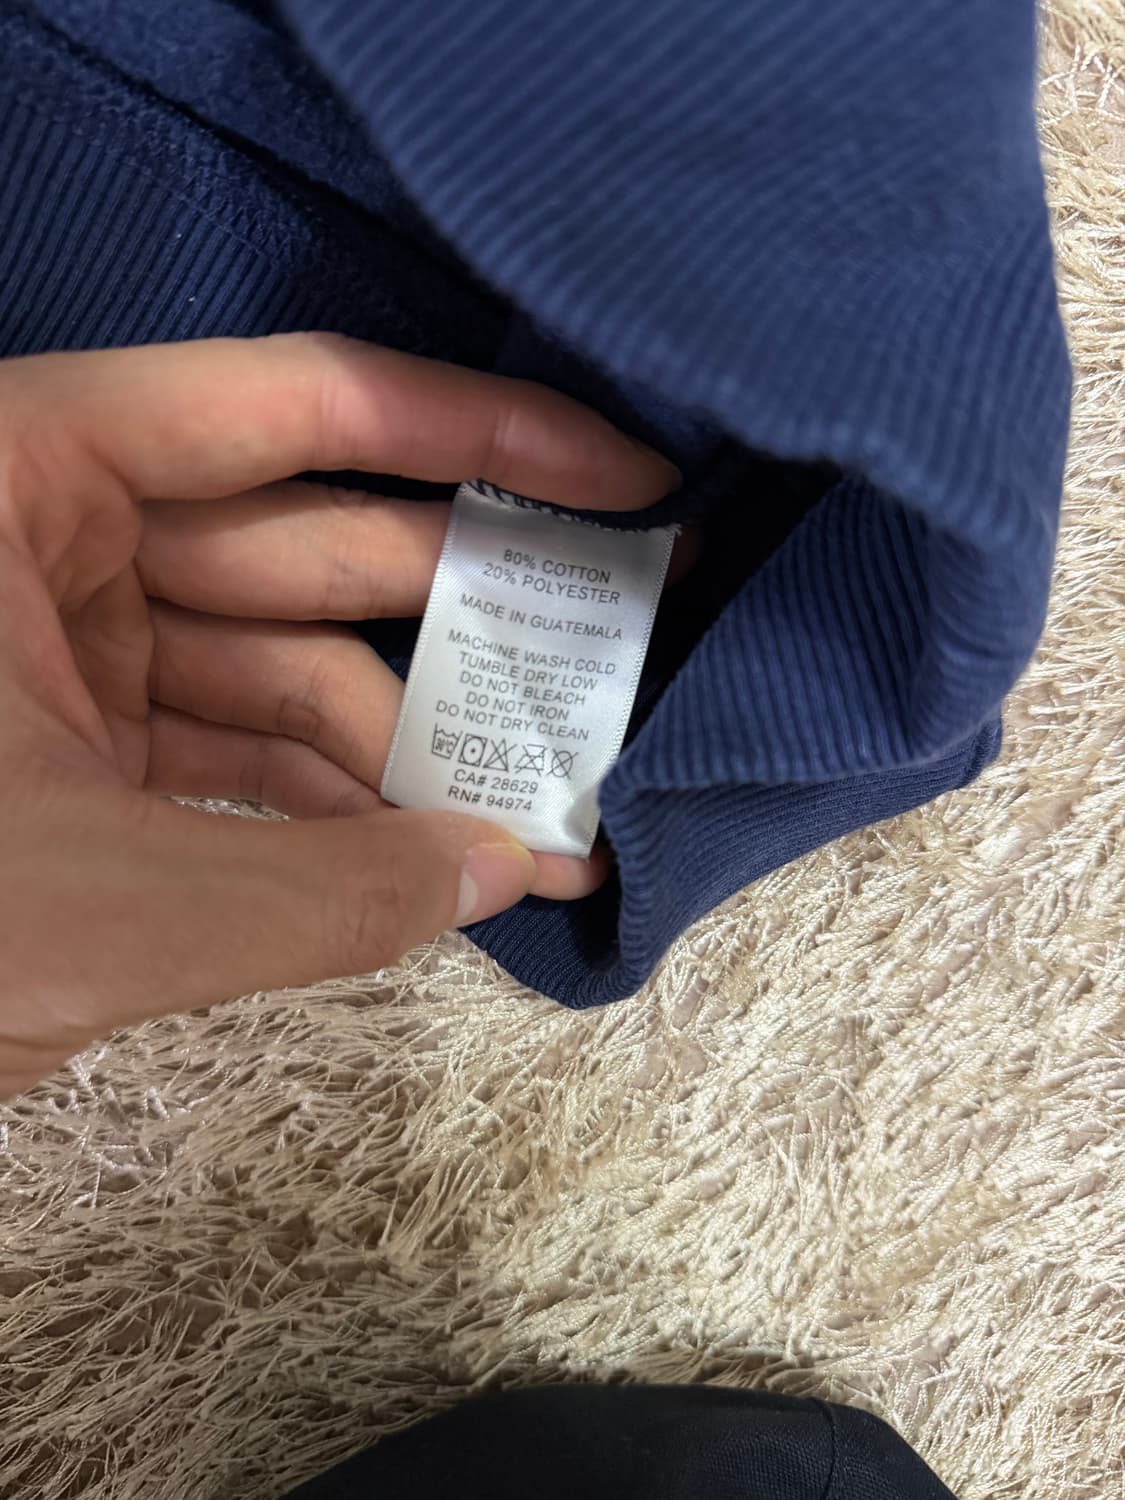 80% COTTON
20% POLYESTER
MADE IN GUATEMALA
MACHINE WASH COLD
TUMBLE DRY LOW
DO NOT BLEACH
DO NOT IRON
DO NOT DRY CLEAN
30°C
CA# 28629
RN# 94974